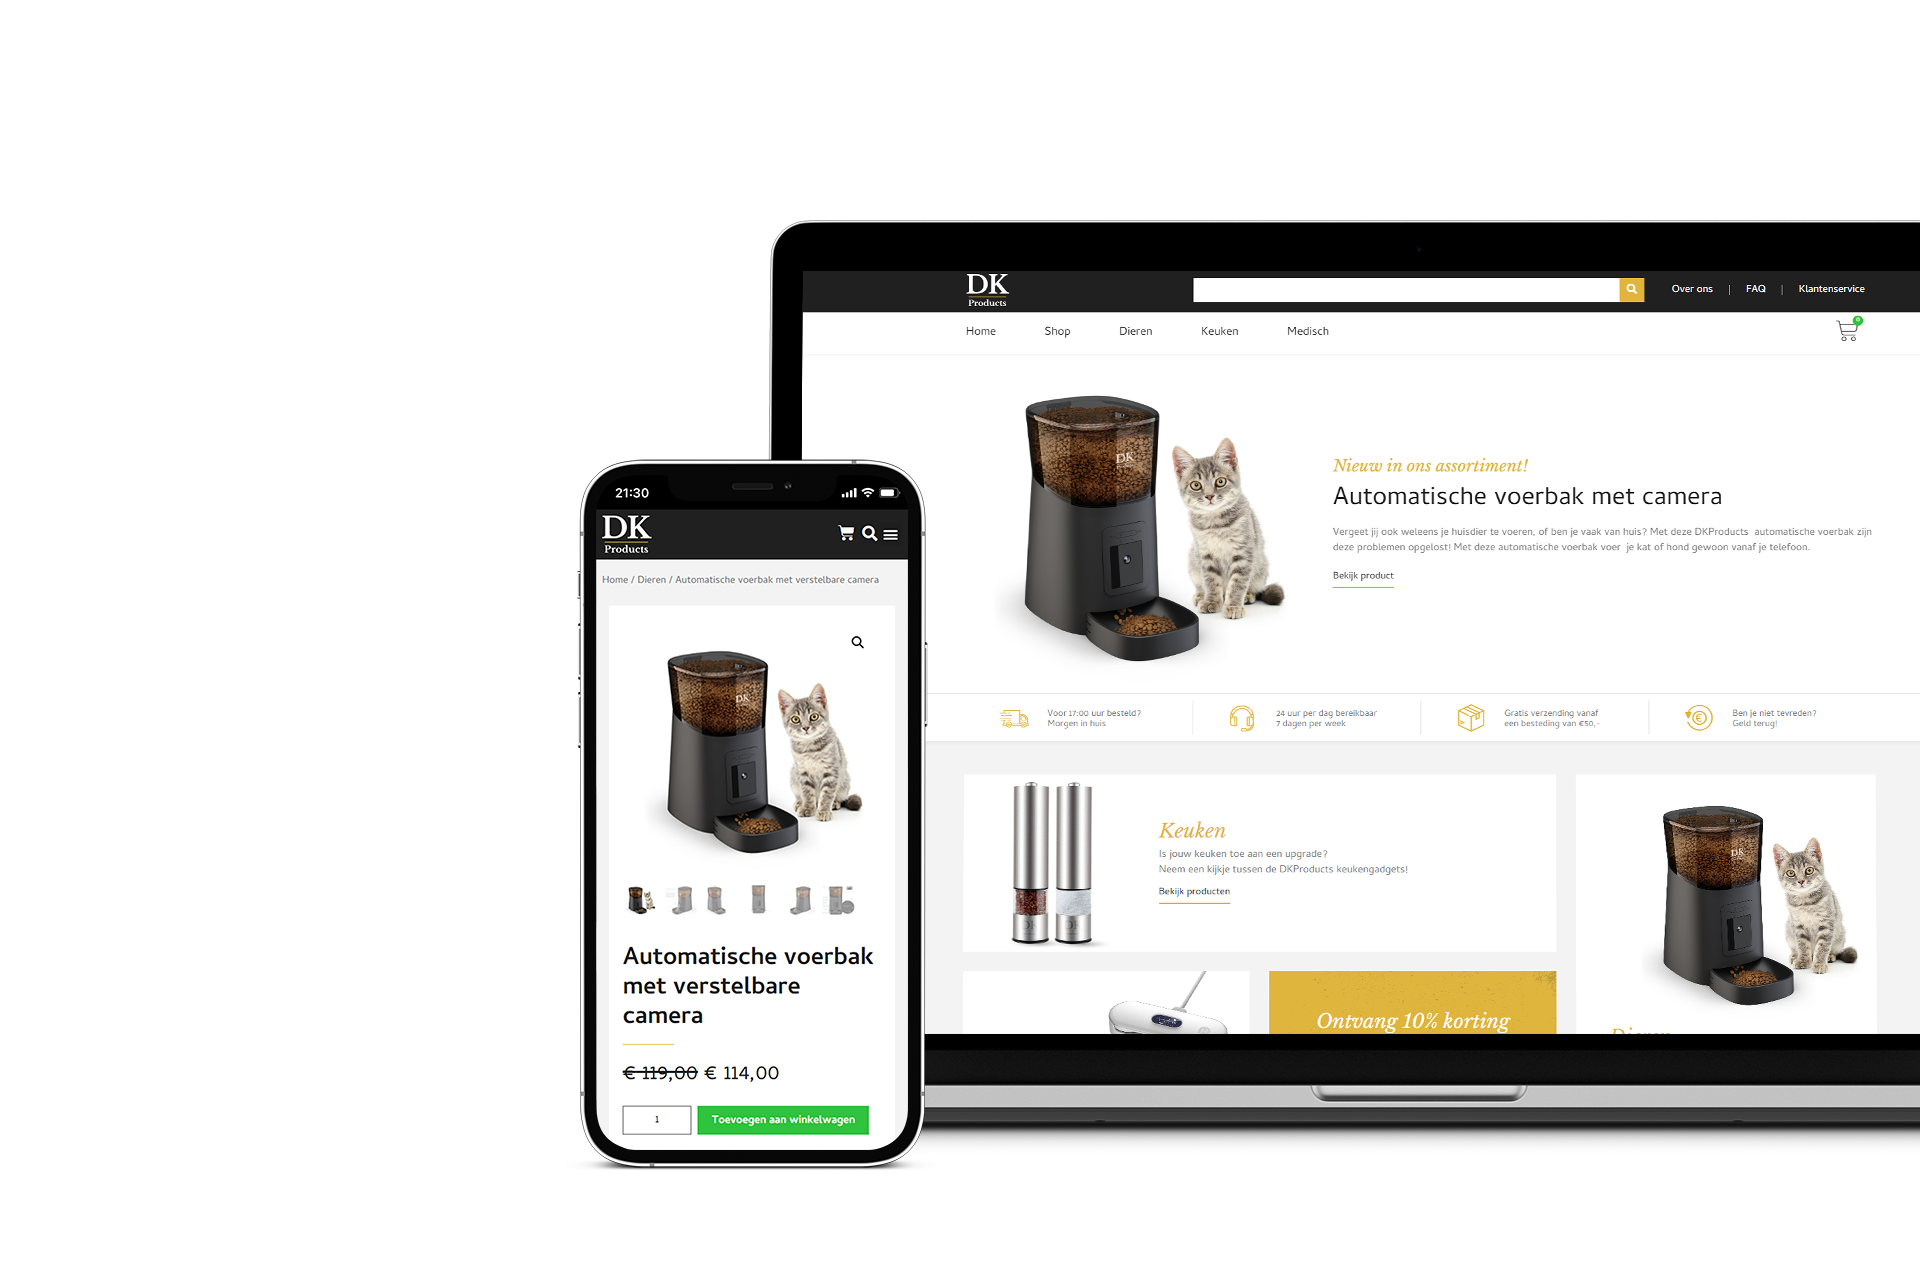 DK
Products
Over ons | FAQ | Klantenservice
Home Shop Dieren Keuken Medisch
0
DK
Nieuw in ons assortiment!
Automatische voerbak met camera
Vergeet jij ook weleens je huisdier te voeren, of ben je vaak van huis? Met deze DKProducts automatische voerbak zijn
deze problemen opgelost! Met deze automatische voerbak voer je kat of hond gewoon vanaf je telefoon.
Bekijk product
Voor 17:00 uur besteld?
Morgen in huis
24 uur per dag bereikbaar
7 dagen per week
Gratis verzending vanaf
een besteding van €50,-
Ben je niet tevreden?
Geld terug!
Keuken
Is jouw keuken toe aan een upgrade?
Neem een kijkje tussen de DKProducts keukengadgets!
Bekijk producten
DK
DK
DK
Ontvang 10% korting
Dieren
21:30
DK
Products
Home / Dieren / Automatische voerbak met verstelbare camera
DK
Automatische voerbak
met verstelbare
camera
€ 119,00 € 114,00
1 Toevoegen aan winkelwagen